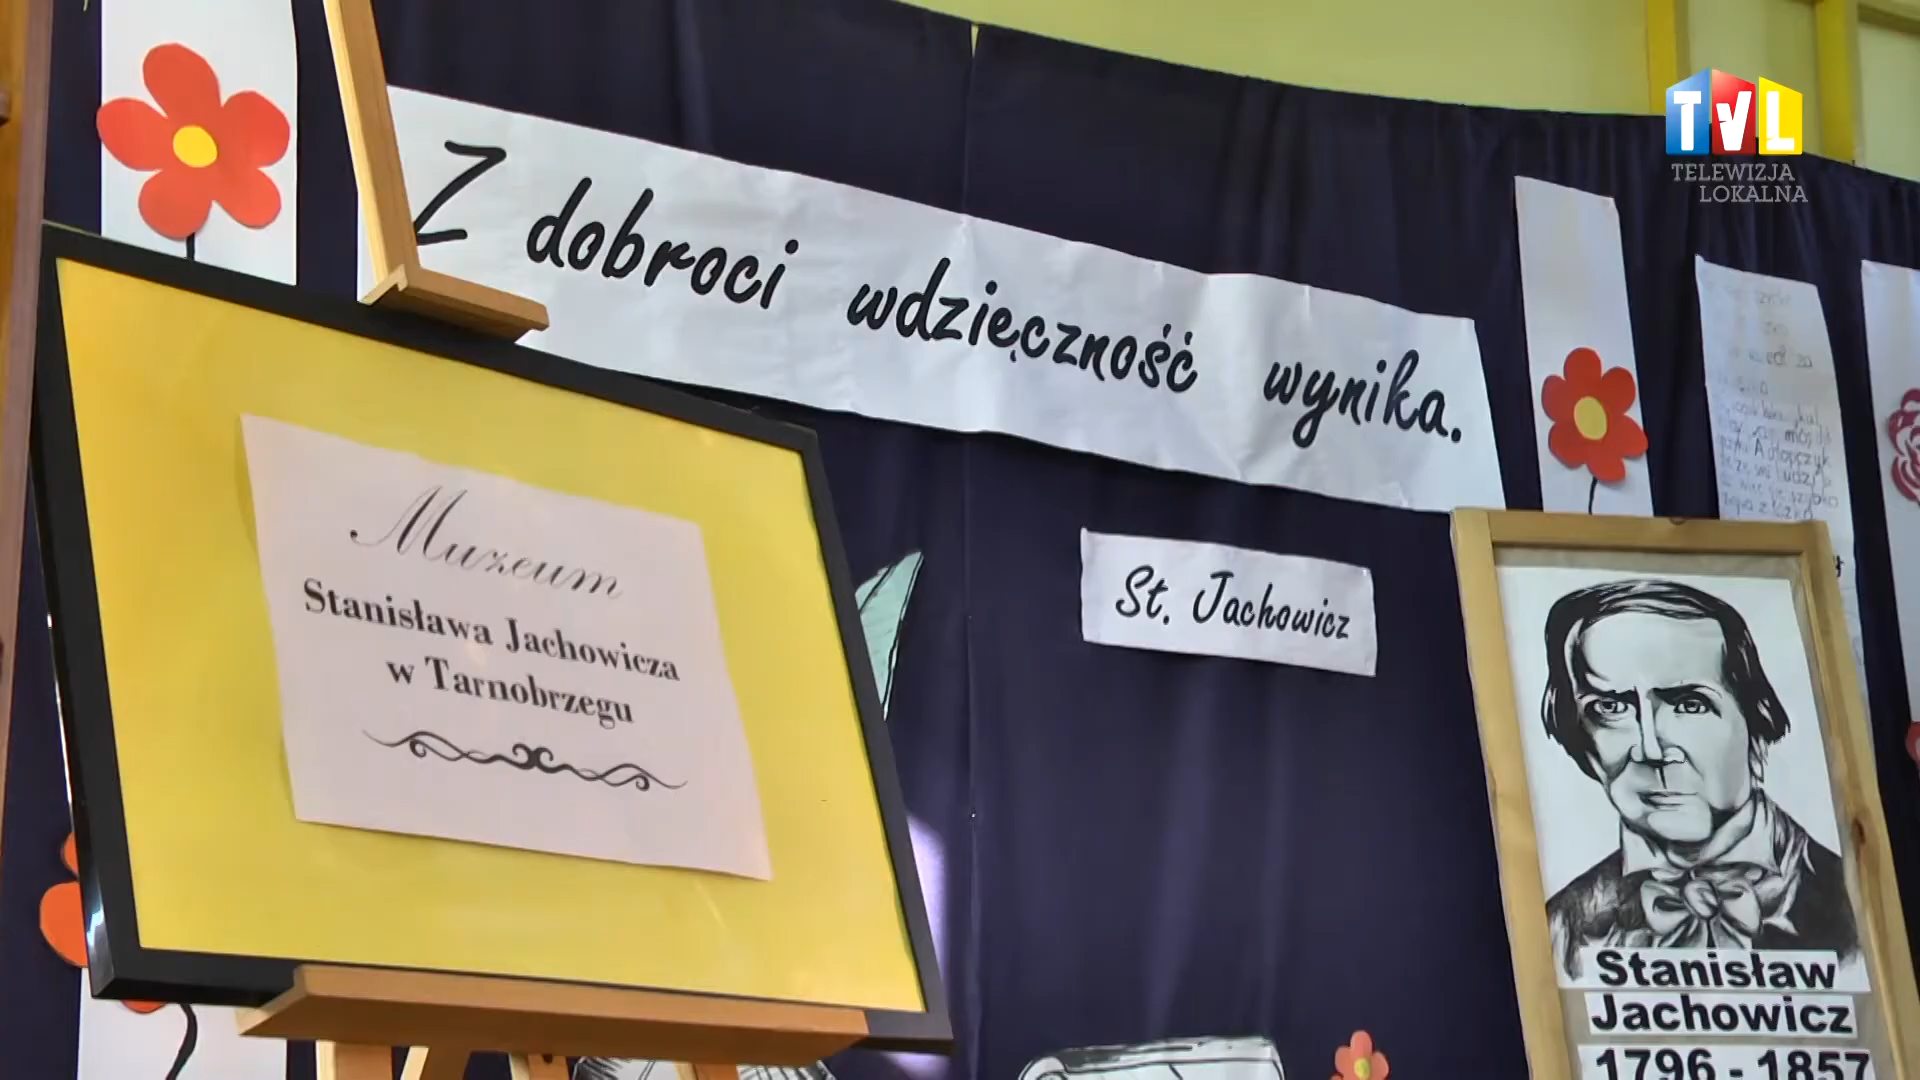 TVL
TELEWIZJA
LOKALNA
Z dobroci wdzięczność wynika.
St. Jachowicz
Muzeum
Stanisława Jachowicza
w Tarnobrzegu
Stanisław
Jachowicz
1796 - 1857